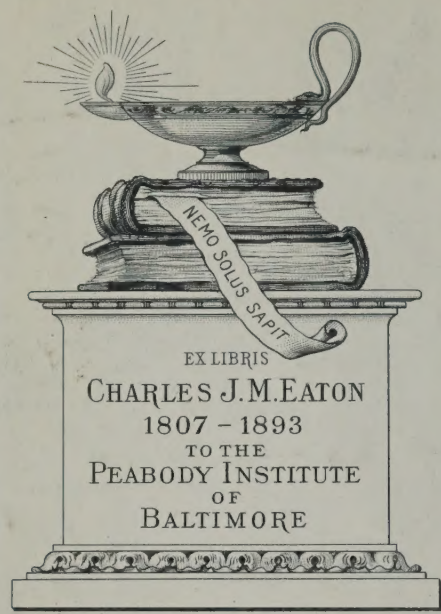 NEMO SOLUS SAPIT
EX LIBRIS
CHARLES J. M. EATON
1807 – 1893
TO THE
PEABODY INSTITUTE
OF
BALTIMORE